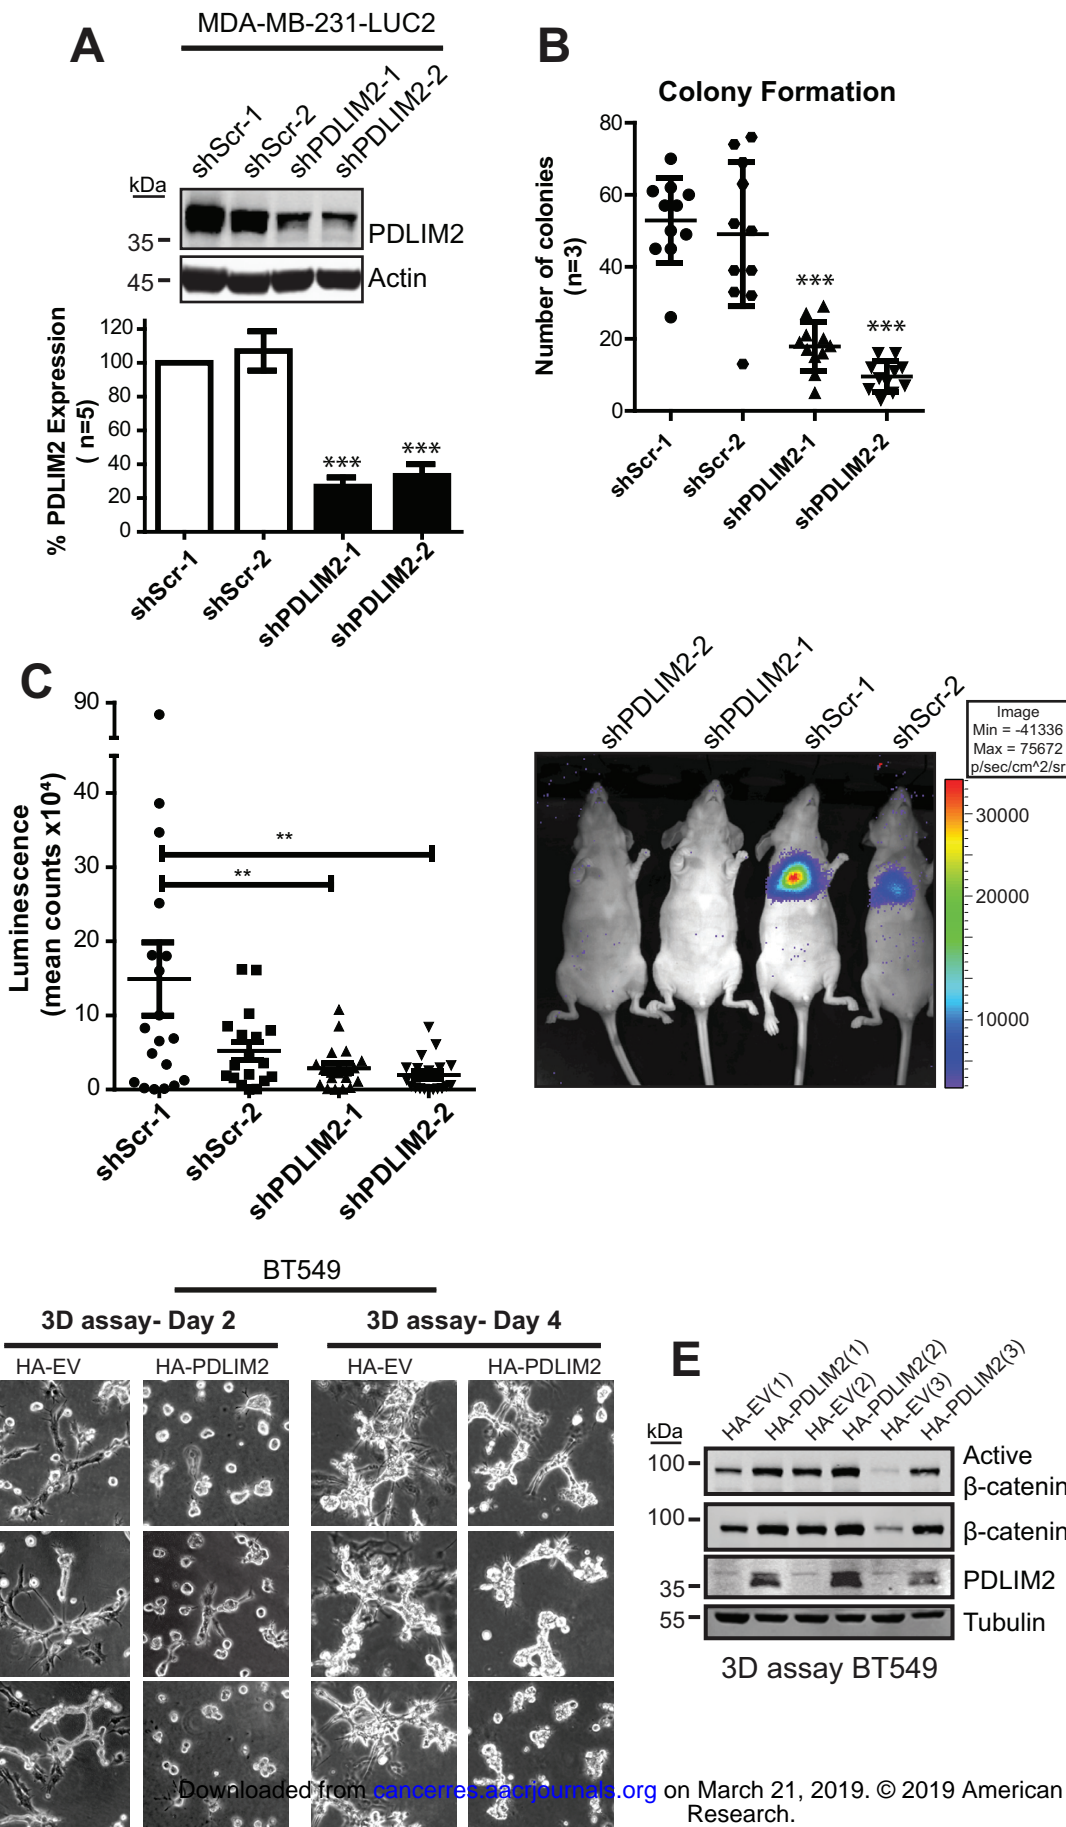 A
MDA-MB-231-LUC2
shScr-1
shScr-2
shPDLIM2-1
shPDLIM2-2
kDa
35
PDLIM2
45
Actin
% PDLIM2 Expression
( n=5)
120
100
80
60
40
20
0
***
***
shScr-1
shScr-2
shPDLIM2-1
shPDLIM2-2
B
Colony Formation
Number of colonies
(n=3)
80
60
40
20
0
***
***
shScr-1
shScr-2
shPDLIM2-1
shPDLIM2-2
C
Luminescence
(mean counts x10⁴)
90
40
30
20
10
0
**
**
shScr-1
shScr-2
shPDLIM2-1
shPDLIM2-2
shPDLIM2-2
shPDLIM2-1
shScr-1
shScr-2
Image
Min = -41336
Max = 75672
p/sec/cm^2/sr
30000
20000
10000
BT549
3D assay- Day 2
3D assay- Day 4
HA-EV
HA-PDLIM2
HA-EV
HA-PDLIM2
E
HA-EV(1)
HA-PDLIM2(1)
HA-EV(2)
HA-PDLIM2(2)
HA-EV(3)
HA-PDLIM2(3)
kDa
100
Active
β-catenin
100
β-catenin
35
PDLIM2
55
Tubulin
3D assay BT549
Downloaded from cancerres.aacrjournals.org on March 21, 2019. © 2019 American
Research.